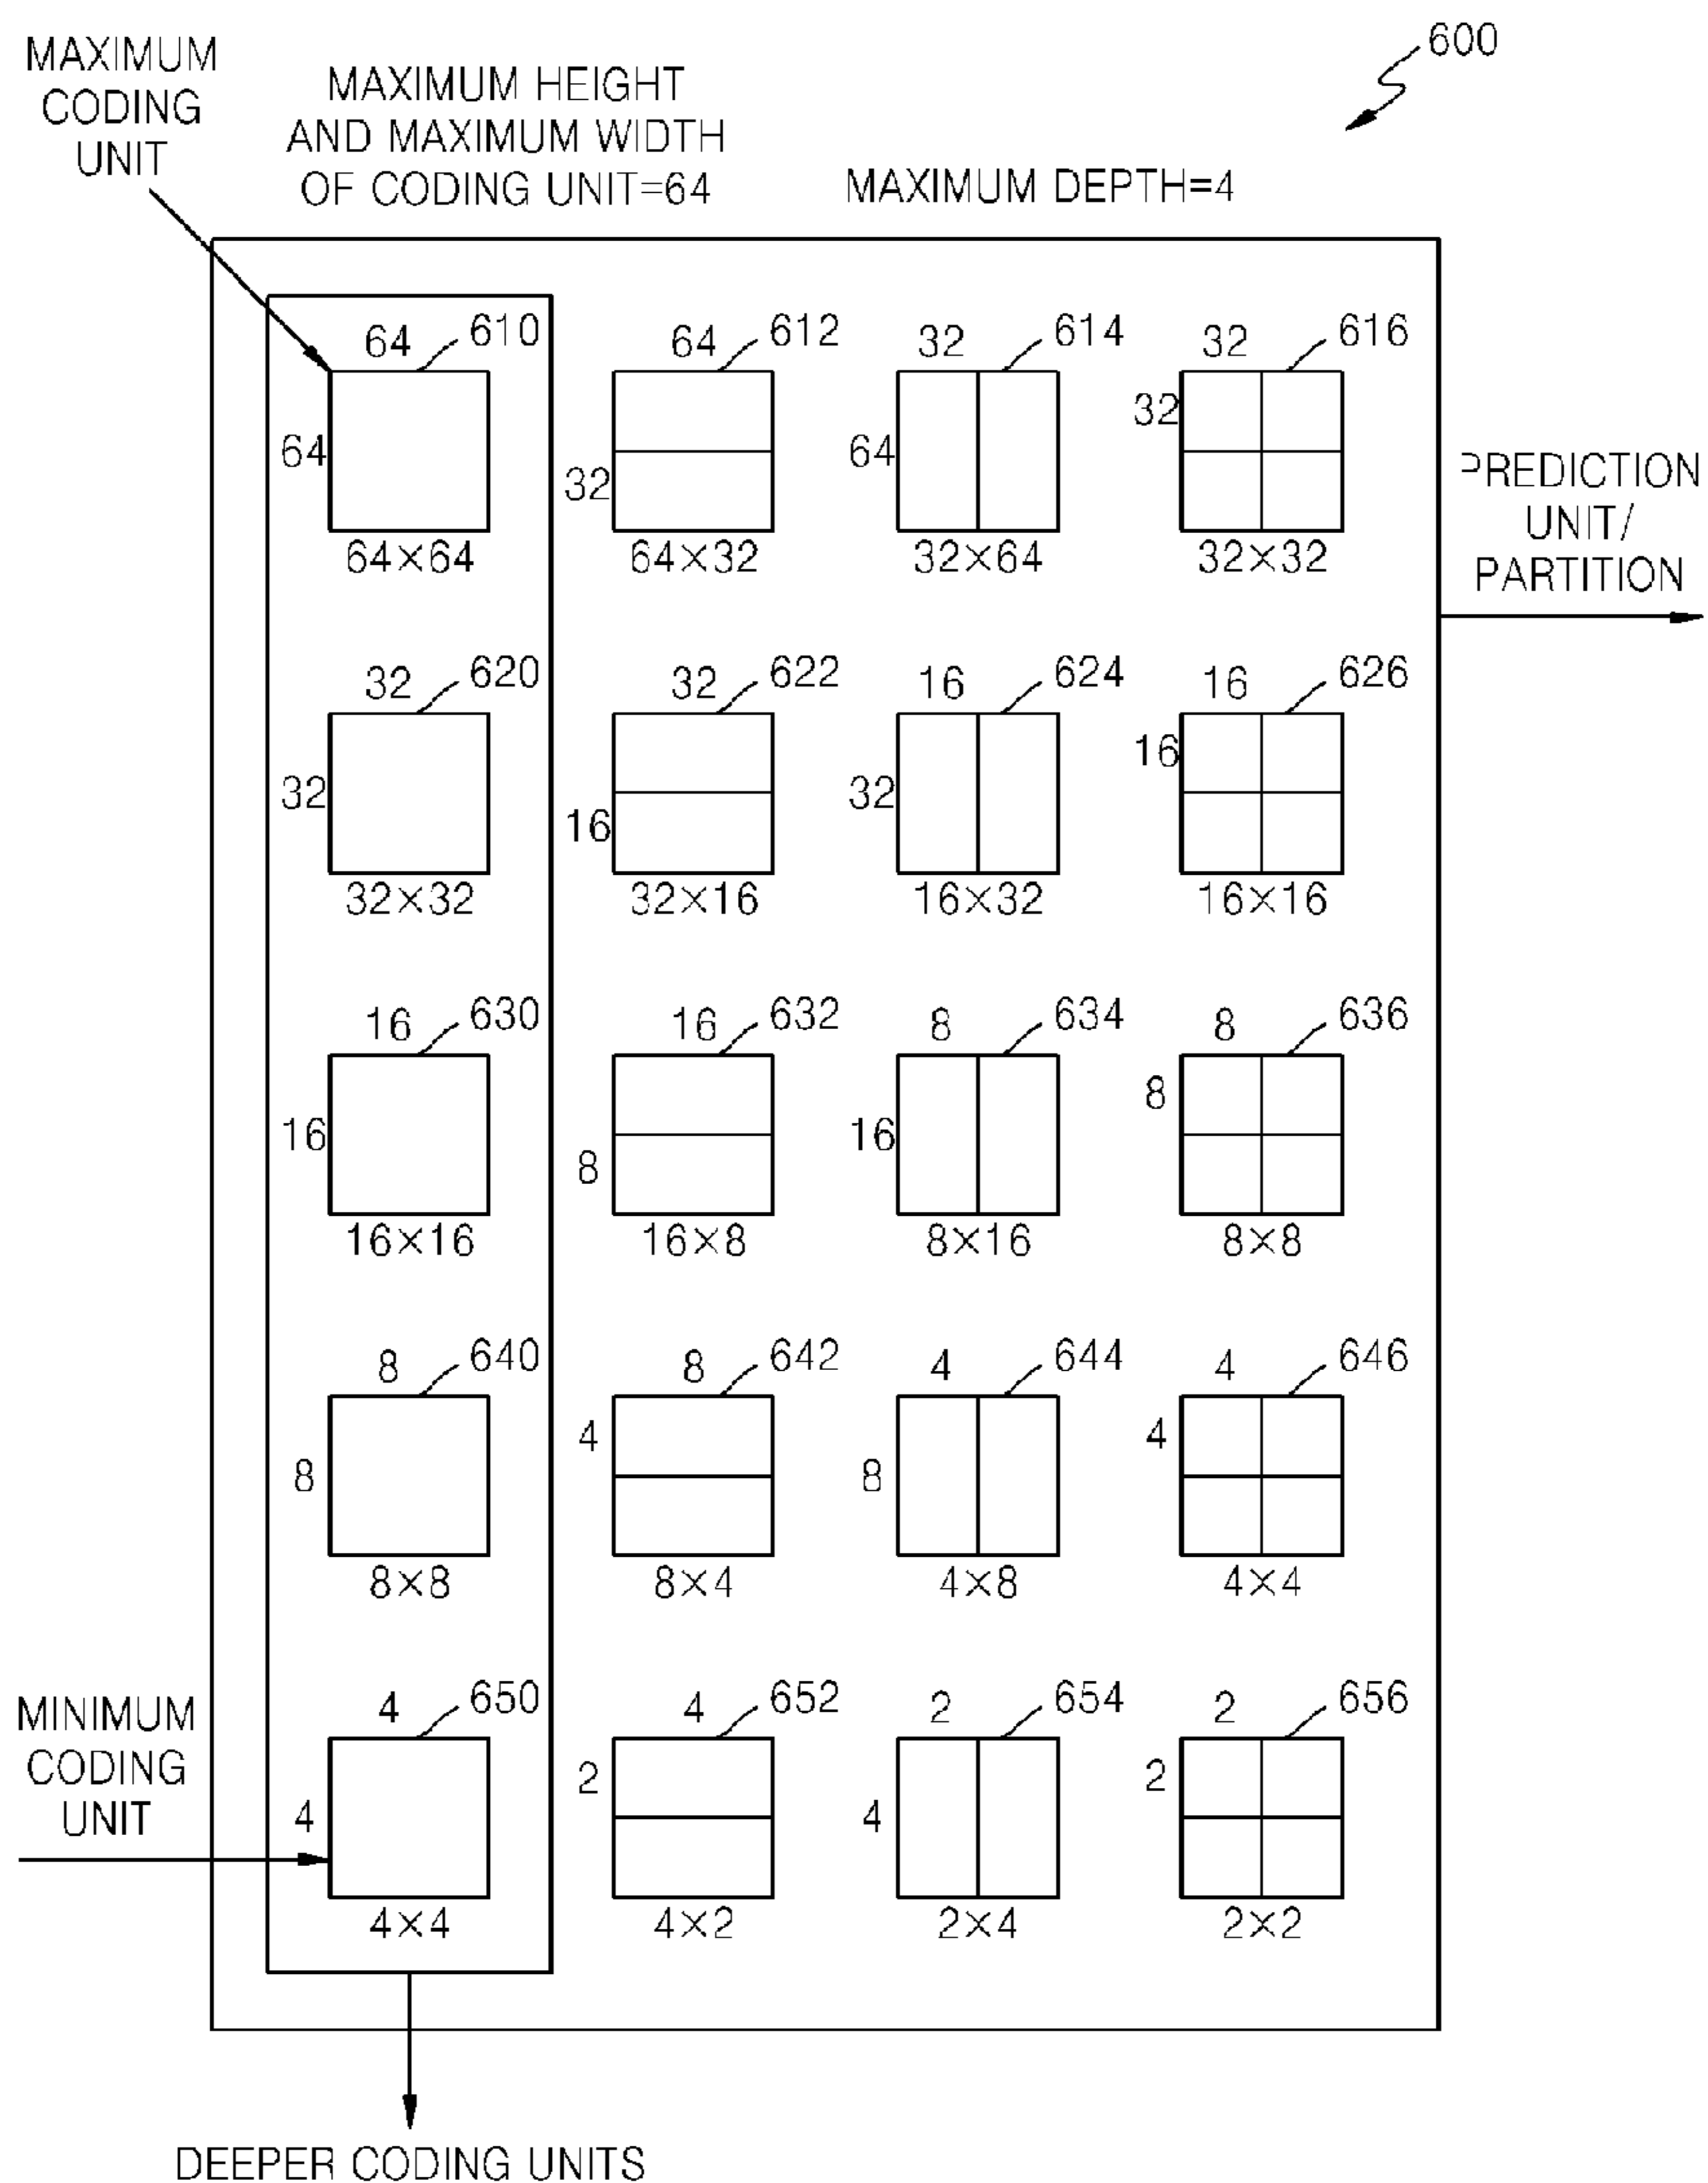 600
MAXIMUM
CODING
UNIT
MAXIMUM HEIGHT
AND MAXIMUM WIDTH
OF CODING UNIT=64
MAXIMUM DEPTH=4
64 610 64 612 32 614 32 616
64 32 64 32
64×64 64×32 32×64 32×32
PREDICTION
UNIT/
PARTITION
32 620 32 622 16 624 16 626
32 16 32 16
32×32 32×16 16×32 16×16
16 630 16 632 8 634 8 636
16 8 16 8
16×16 16×8 8×16 8×8
8 640 8 642 4 644 4 646
8 4 8 4
8×8 8×4 4×8 4×4
MINIMUM
CODING
UNIT
4 650 4 652 2 654 2 656
4 2 4 2
4×4 4×2 2×4 2×2
DEEPER CODING UNITS